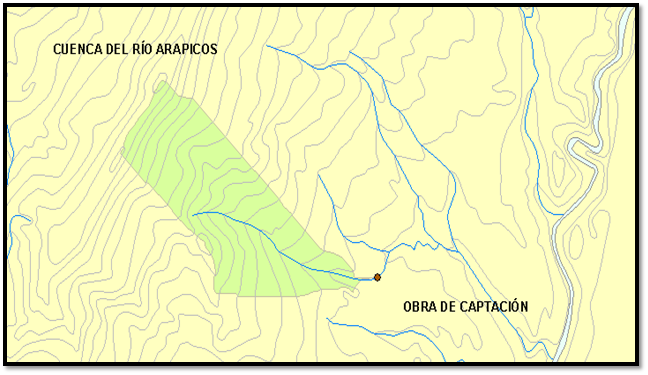 CUENCA DEL RÍO ARAPICOS
OBRA DE CAPTACIÓN